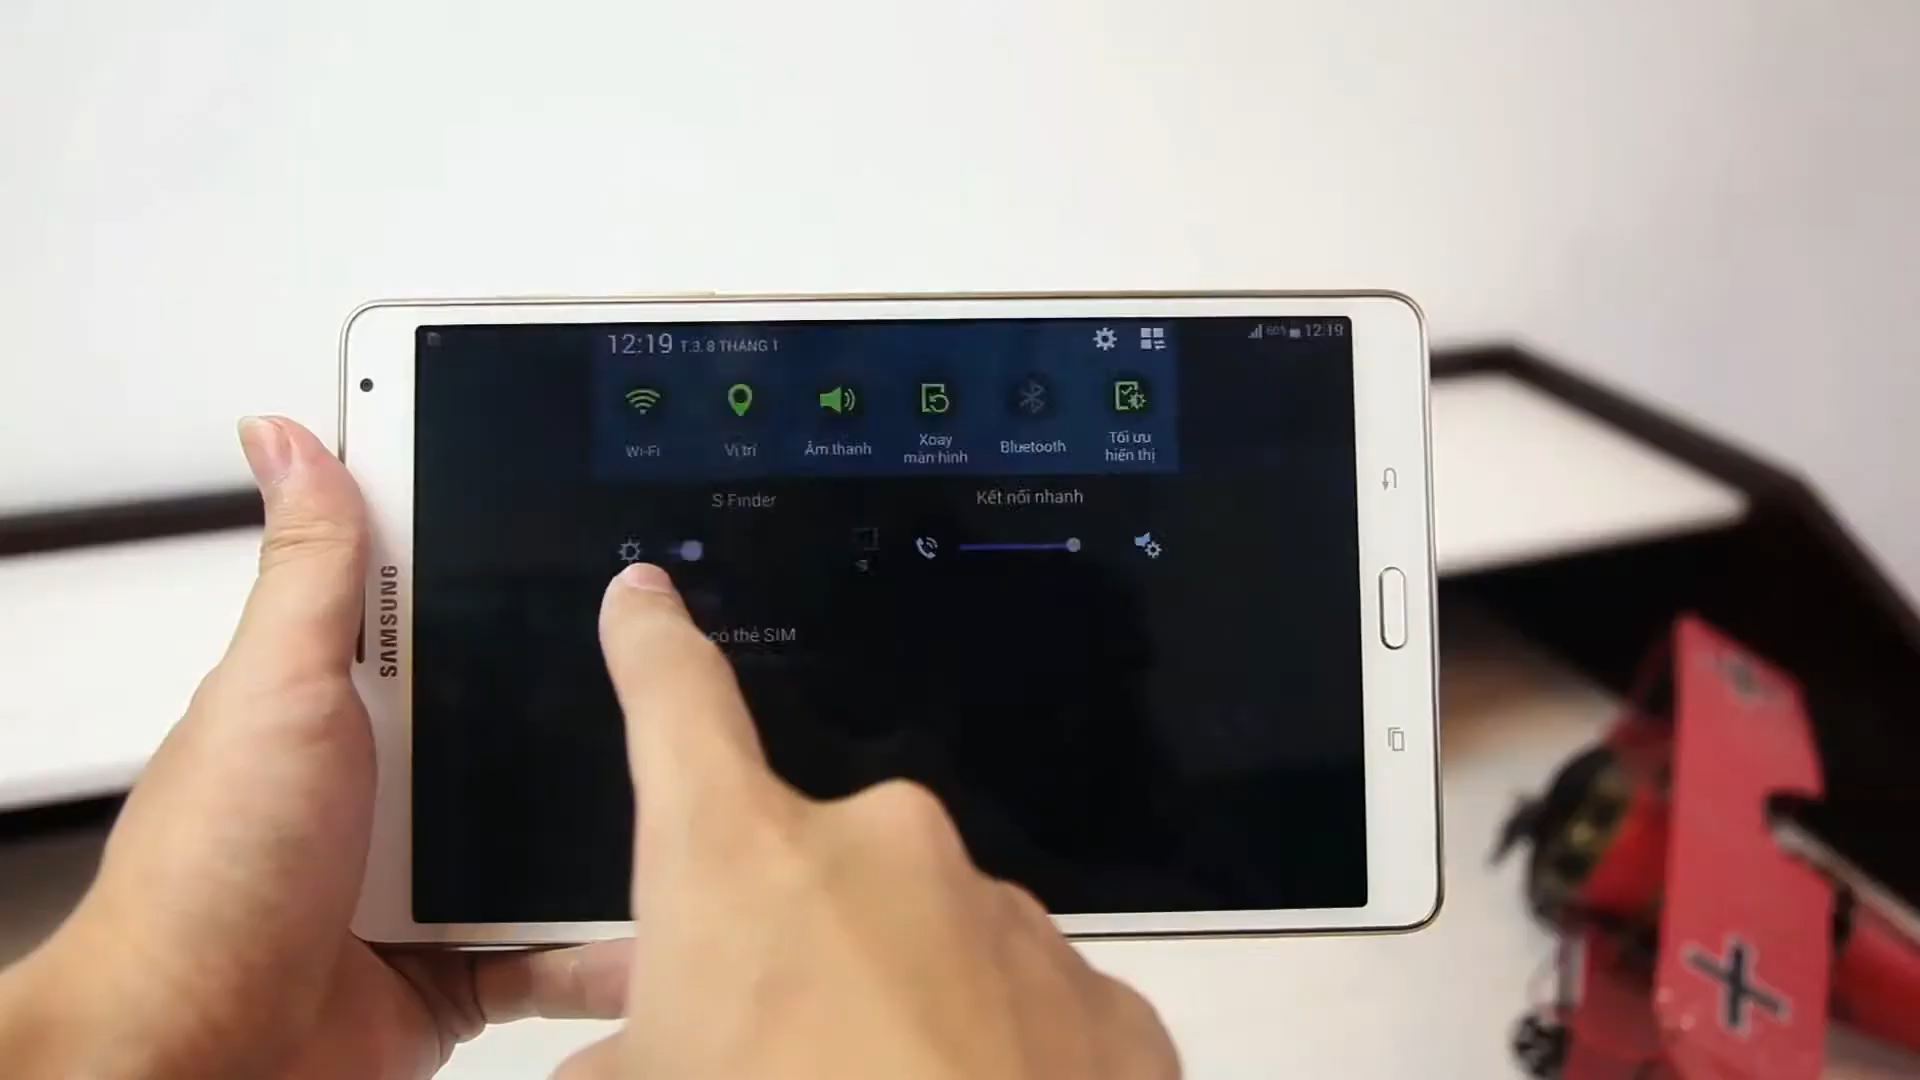 12:19 T.3, 8 THÁNG 1
60% 12:19
Wi-Fi
Vị trí
Âm thanh
Xoay
màn hình
Bluetooth
Tối ưu
hiển thị
S Finder
Kết nối nhanh
có thẻ SIM
SAMSUNG